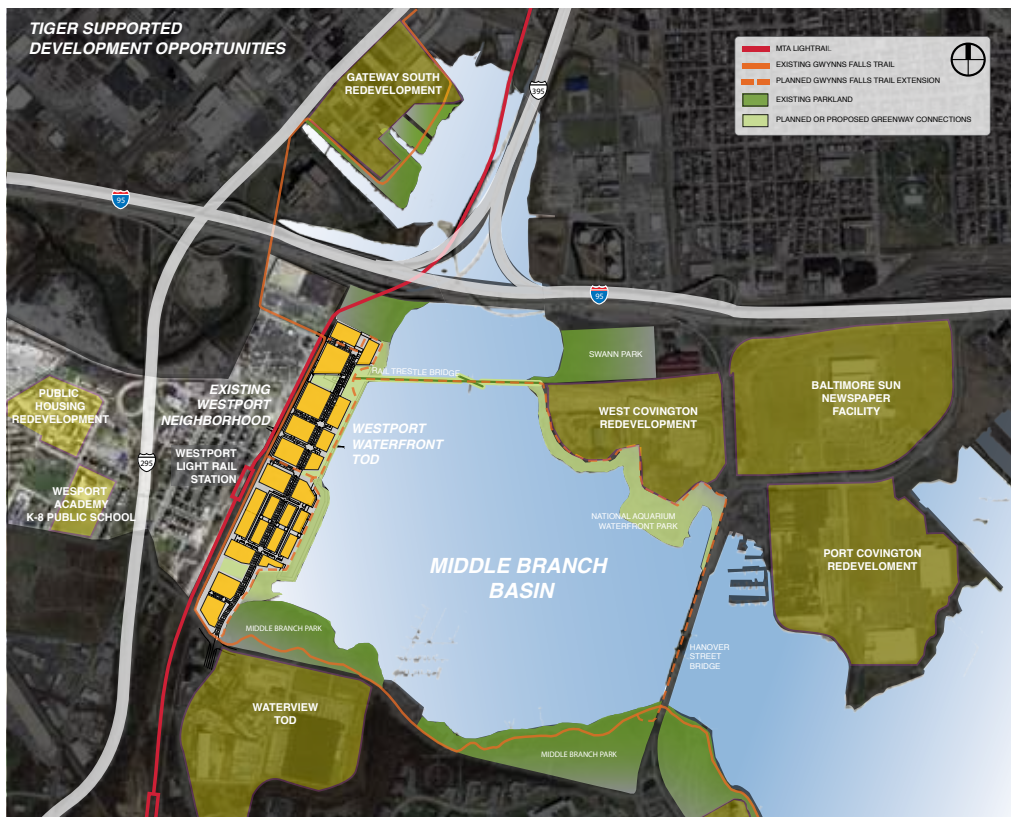 TIGER SUPPORTED
DEVELOPMENT OPPORTUNITIES
MTA LIGHTRAIL
EXISTING GWYNNS FALLS TRAIL
PLANNED GWYNNS FALLS TRAIL EXTENSION
EXISTING PARKLAND
PLANNED OR PROPOSED GREENWAY CONNECTIONS
GATEWAY SOUTH
REDEVELOPMENT
395
95
95
SWANN PARK
RAIL TRESTLE BRIDGE
BALTIMORE SUN
NEWSPAPER
FACILITY
WEST COVINGTON
REDEVELOPMENT
PUBLIC
HOUSING
REDEVELOPMENT
EXISTING
WESTPORT
NEIGHBORHOOD
WESTPORT
WATERFRONT
TOD
WESTPORT
LIGHT RAIL
STATION
295
WESPORT
ACADEMY
K-8 PUBLIC SCHOOL
NATIONAL AQUARIUM
WATERFRONT PARK
PORT COVINGTON
REDEVELOMENT
MIDDLE BRANCH
BASIN
MIDDLE BRANCH PARK
HANOVER
STREET
BRIDGE
WATERVIEW
TOD
MIDDLE BRANCH PARK